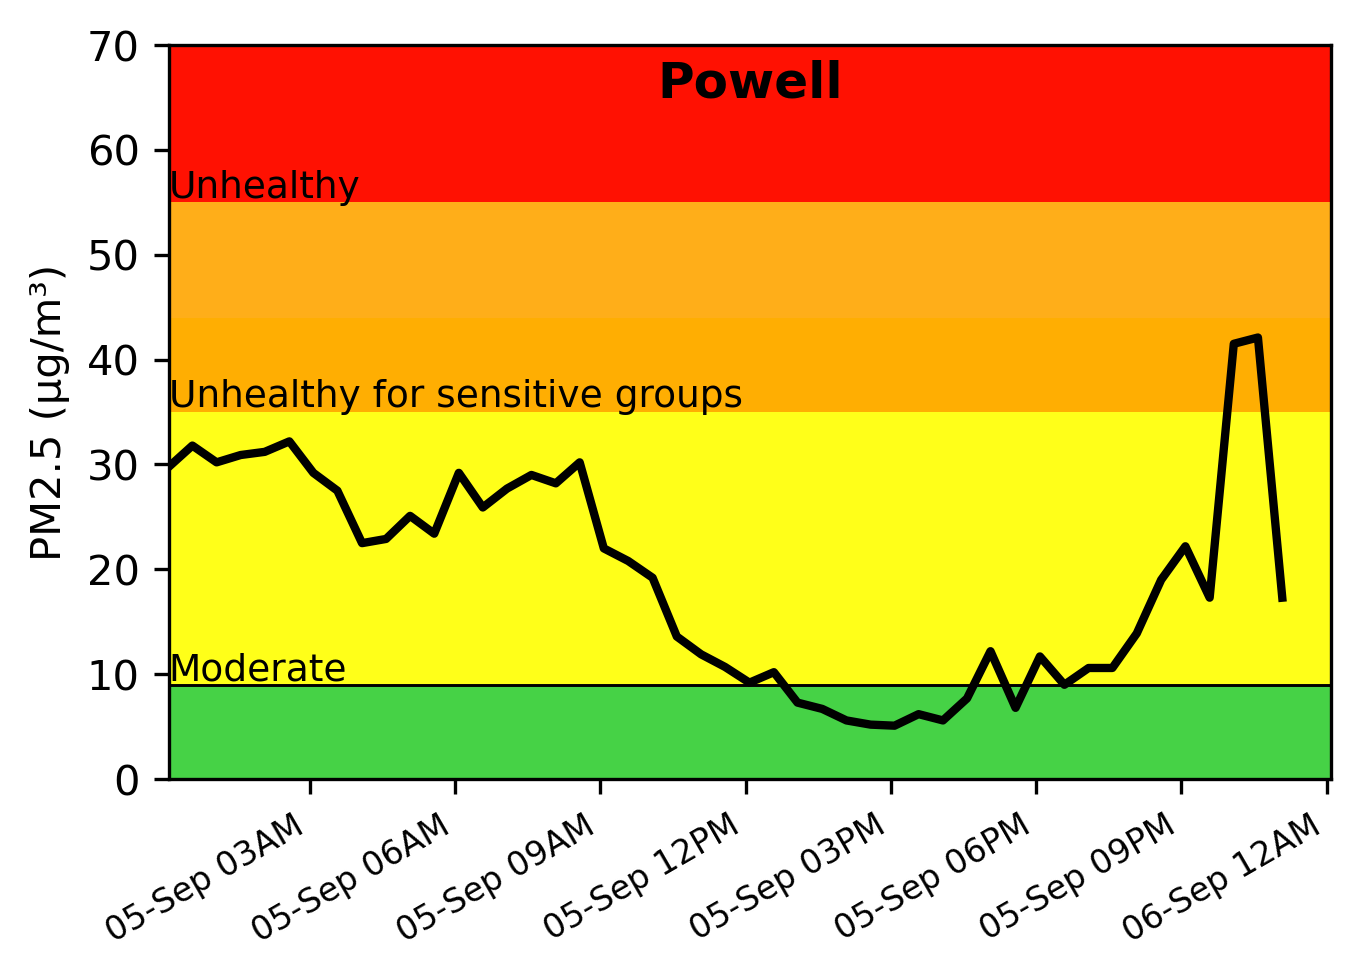 Powell
PM2.5 (µg/m³)
70
60
50
40
30
20
10
0
Unhealthy
Unhealthy for sensitive groups
Moderate
05-Sep 03AM
05-Sep 06AM
05-Sep 09AM
05-Sep 12PM
05-Sep 03PM
05-Sep 06PM
05-Sep 09PM
06-Sep 12AM